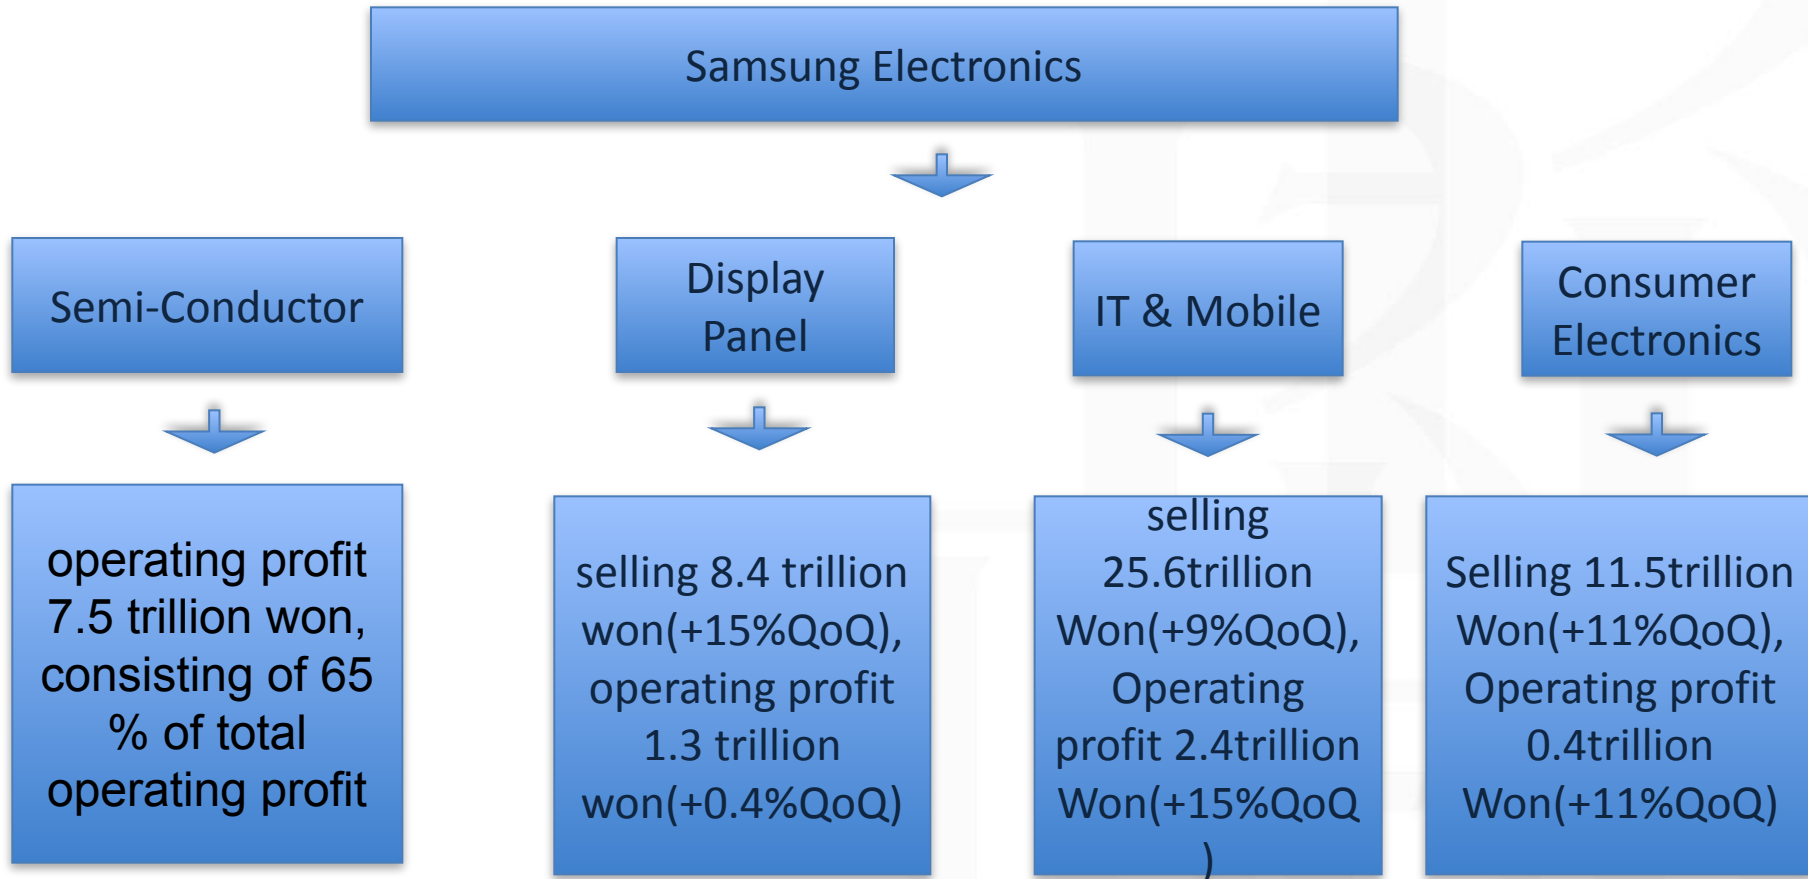 Samsung Electronics
Semi-Conductor
Display
Panel
IT & Mobile
Consumer
Electronics
operating profit
7.5 trillion won,
consisting of 65
% of total
operating profit
selling 8.4 trillion
won(+15%QoQ),
operating profit
1.3 trillion
won(+0.4%QoQ)
selling
25.6trillion
Won(+9%QoQ),
Operating
profit 2.4trillion
Won(+15%QoQ
)
Selling 11.5trillion
Won(+11%QoQ),
Operating profit
0.4trillion
Won(+11%QoQ)